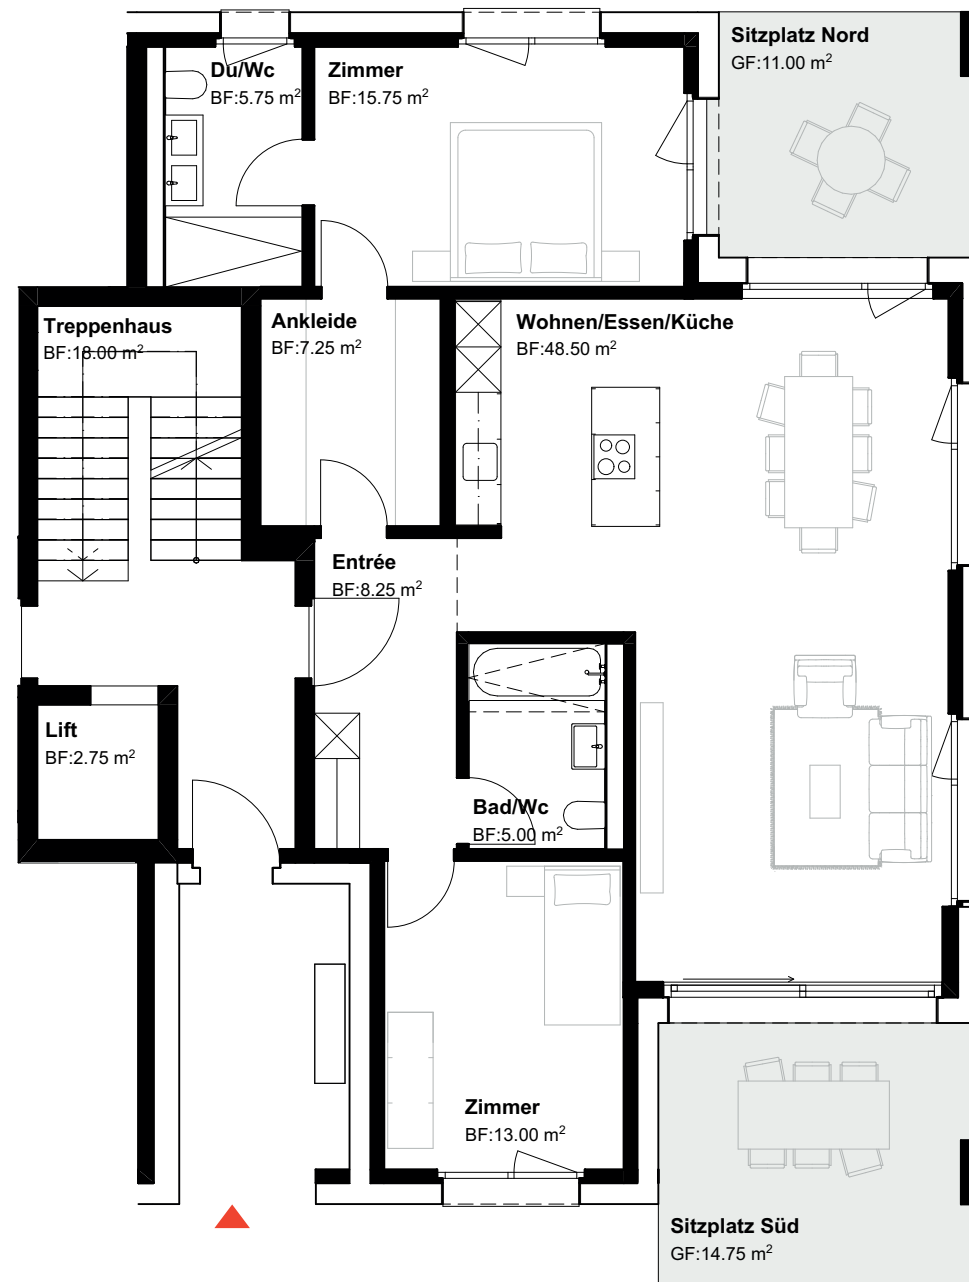 Sitzplatz Nord
GF:11.00 m²
Du/Wc
BF:5.75 m²
Zimmer
BF:15.75 m²
Treppenhaus
BF:18.00 m²
Ankleide
BF:7.25 m²
Wohnen/Essen/Küche
BF:48.50 m²
Entrée
BF:8.25 m²
Lift
BF:2.75 m²
Bad/Wc
BF:5.00 m²
Zimmer
BF:13.00 m²
Sitzplatz Süd
GF:14.75 m²